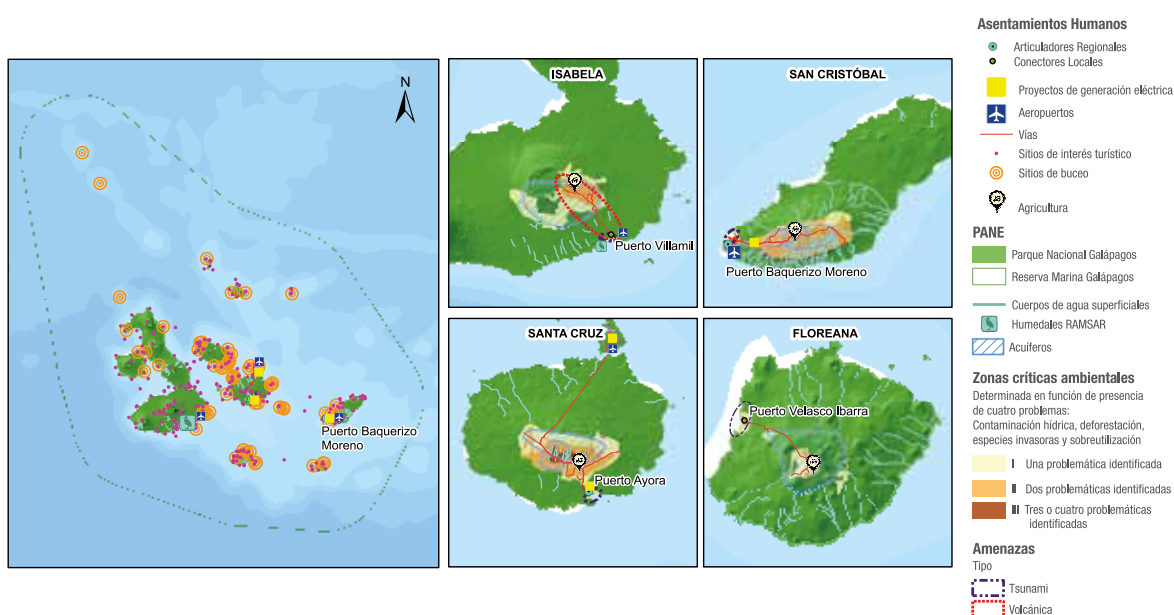 N
Puerto Baquerizo
Moreno
ISABELA
Puerto Villamil
SAN CRISTÓBAL
Puerto Baquerizo Moreno
SANTA CRUZ
Puerto Ayora
FLOREANA
Puerto Velasco Ibarra
Asentamientos Humanos
Articuladores Regionales
Conectores Locales
Proyectos de generación eléctrica
Aeropuertos
Vías
Sitios de interés turístico
Sitios de buceo
Agricultura
PANE
Parque Nacional Galápagos
Reserva Marina Galápagos
Cuerpos de agua superficiales
Humedales RAMSAR
Acuíferos
Zonas críticas ambientales
Determinada en función de presencia
de cuatro problemas:
Contaminación hídrica, deforestación,
especies invasoras y sobreutilización
I Una problemática identificada
II Dos problemáticas identificadas
III Tres o cuatro problemáticas
identificadas
Amenazas
Tipo
Tsunami
Volcánica